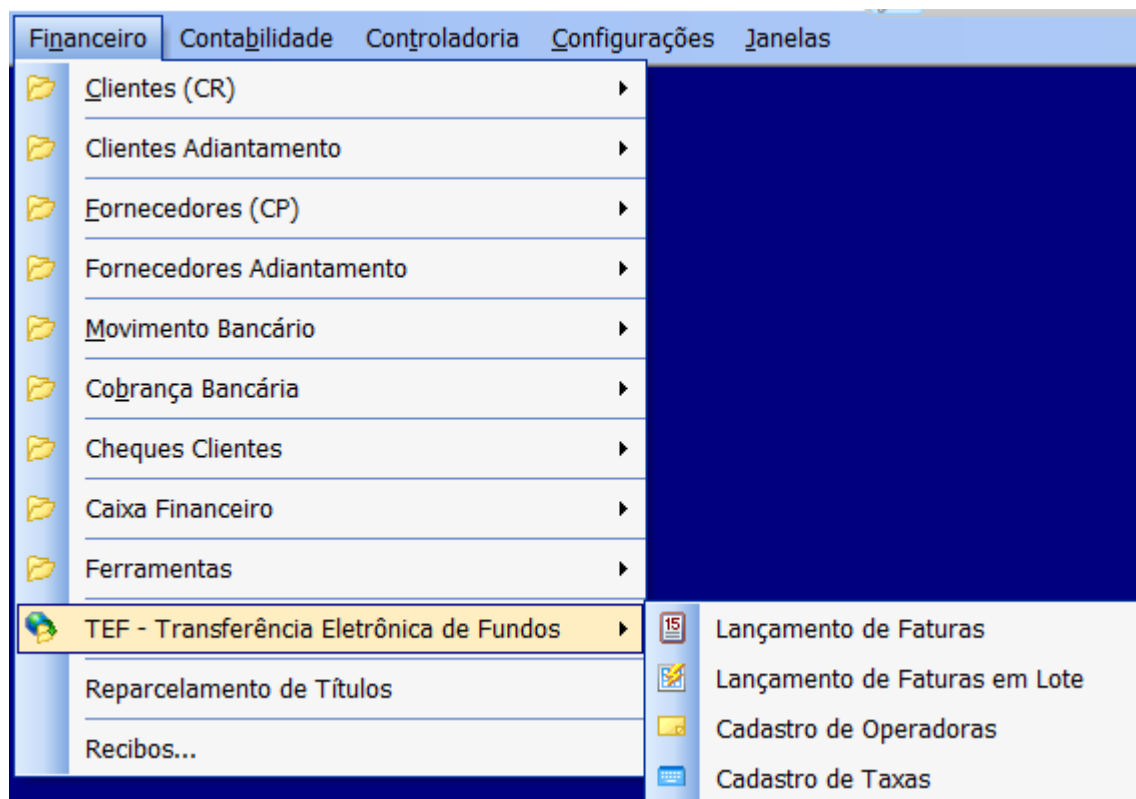 Financeiro Contabilidade Controladoria Configurações Janelas
Clientes (CR)
Clientes Adiantamento
Fornecedores (CP)
Fornecedores Adiantamento
Movimento Bancário
Cobrança Bancária
Cheques Clientes
Caixa Financeiro
Ferramentas
TEF - Transferência Eletrônica de Fundos
Reparcelamento de Títulos
Recibos...
15 Lançamento de Faturas
Lançamento de Faturas em Lote
Cadastro de Operadoras
Cadastro de Taxas